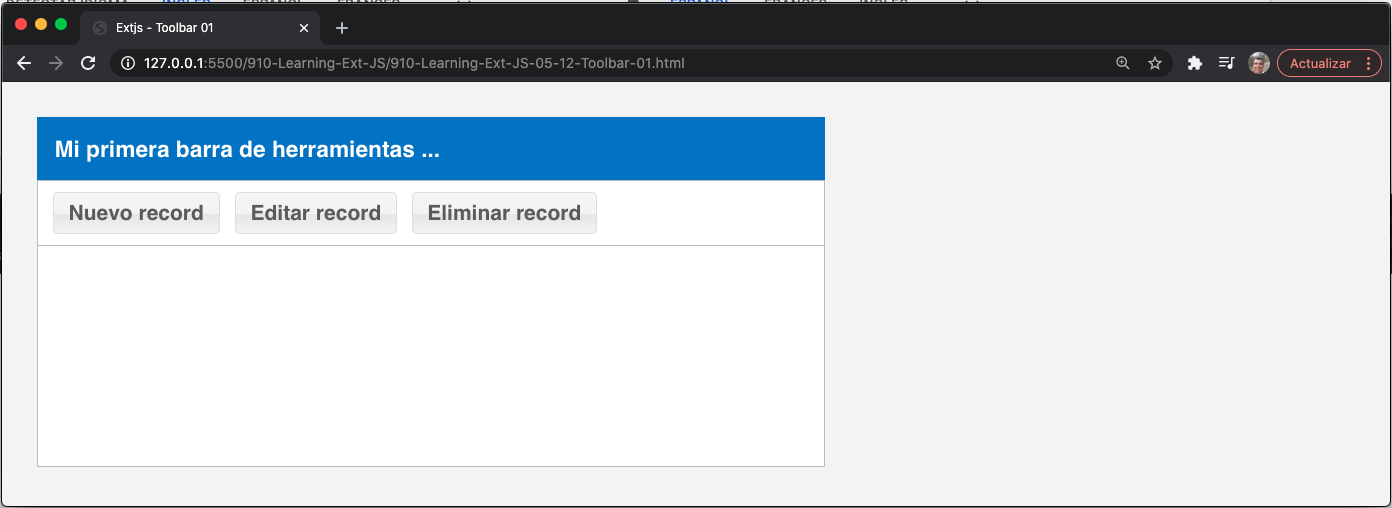 Extjs - Toolbar 01
127.0.0.1:5500/910-Learning-Ext-JS/910-Learning-Ext-JS-05-12-Toolbar-01.html
Actualizar
Mi primera barra de herramientas ...
Nuevo record Editar record Eliminar record